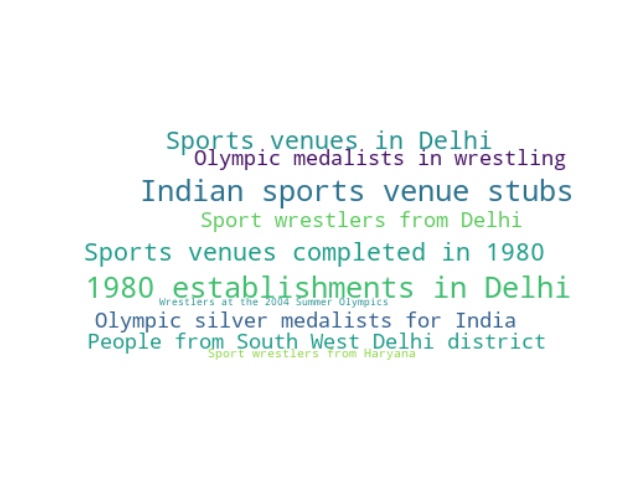 Sports venues in Delhi
Olympic medalists in wrestling
Indian sports venue stubs
Sport wrestlers from Delhi
Sports venues completed in 1980
1980 establishments in Delhi
Wrestlers at the 2004 Summer Olympics
Olympic silver medalists for India
People from South West Delhi district
Sport wrestlers from Haryana